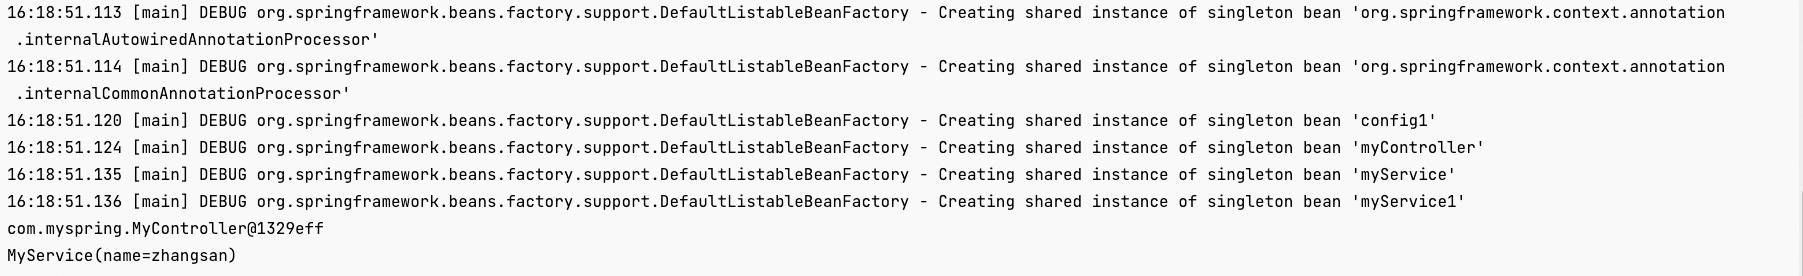 16:18:51.113 [main] DEBUG org.springframework.beans.factory.support.DefaultListableBeanFactory - Creating shared instance of singleton bean 'org.springframework.context.annotation
.internalAutowiredAnnotationProcessor'
16:18:51.114 [main] DEBUG org.springframework.beans.factory.support.DefaultListableBeanFactory - Creating shared instance of singleton bean 'org.springframework.context.annotation
.internalCommonAnnotationProcessor'
16:18:51.120 [main] DEBUG org.springframework.beans.factory.support.DefaultListableBeanFactory - Creating shared instance of singleton bean 'config1'
16:18:51.124 [main] DEBUG org.springframework.beans.factory.support.DefaultListableBeanFactory - Creating shared instance of singleton bean 'myController'
16:18:51.135 [main] DEBUG org.springframework.beans.factory.support.DefaultListableBeanFactory - Creating shared instance of singleton bean 'myService'
16:18:51.136 [main] DEBUG org.springframework.beans.factory.support.DefaultListableBeanFactory - Creating shared instance of singleton bean 'myService1'
com.myspring.MyController@1329eff
MyService(name=zhangsan)